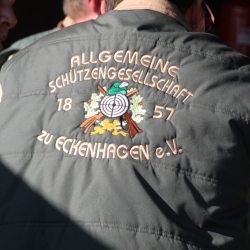 ALLGEMEINE
SCHÜTZENGESELLSCHAFT
18 57
ZU ECKENHAGEN e.V.